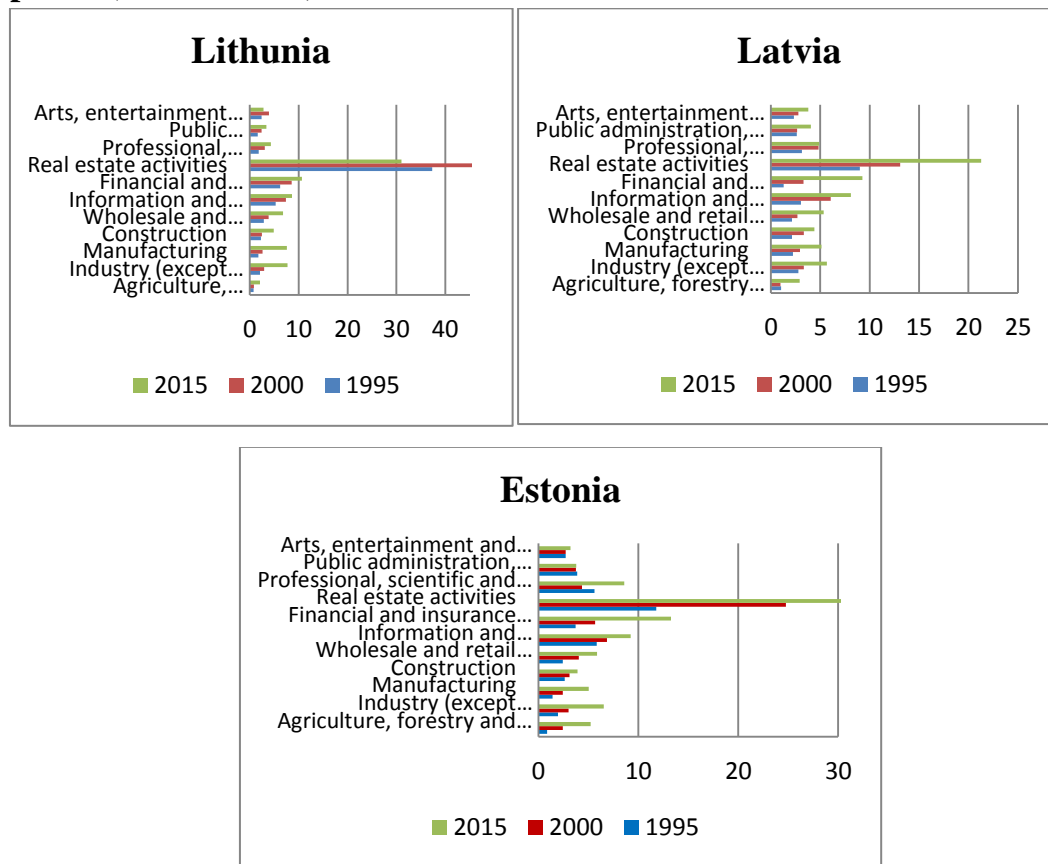 Lithunia
Arts, entertainment...
Public...
Professional,...
Real estate activities
Financial and...
Information and...
Wholesale and...
Construction
Manufacturing
Industry (except...
Agriculture,...
0 10 20 30 40
2015 2000 1995
Latvia
Arts, entertainment...
Public administration,...
Professional,...
Real estate activities
Financial and...
Information and...
Wholesale and retail...
Construction
Manufacturing
Industry (except...
Agriculture, forestry...
0 5 10 15 20 25
2015 2000 1995
Estonia
Arts, entertainment and...
Public administration,...
Professional, scientific and...
Real estate activities
Financial and insurance...
Information and...
Wholesale and retail...
Construction
Manufacturing
Industry (except...
Agriculture, forestry and...
0 10 20 30
2015 2000 1995